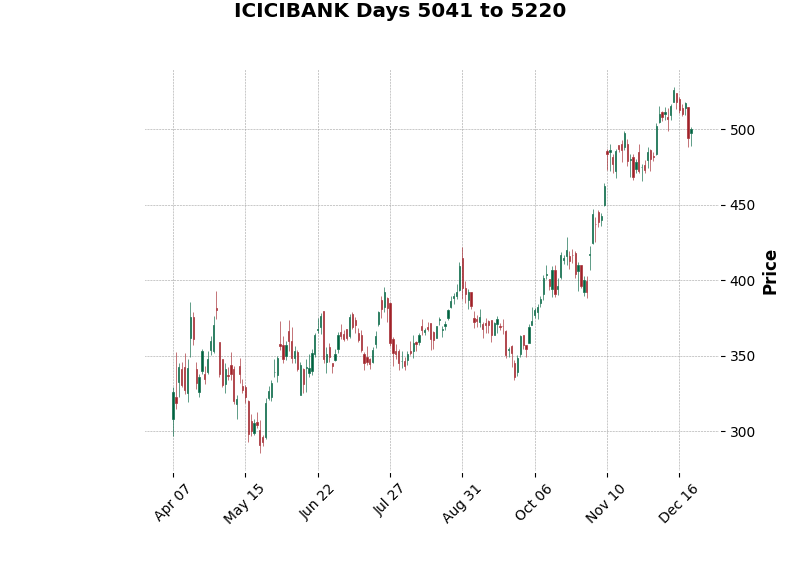 ICICIBANK Days 5041 to 5220
500
450
400
350
300
Price
Apr 07
May 15
Jun 22
Jul 27
Aug 31
Oct 06
Nov 10
Dec 16